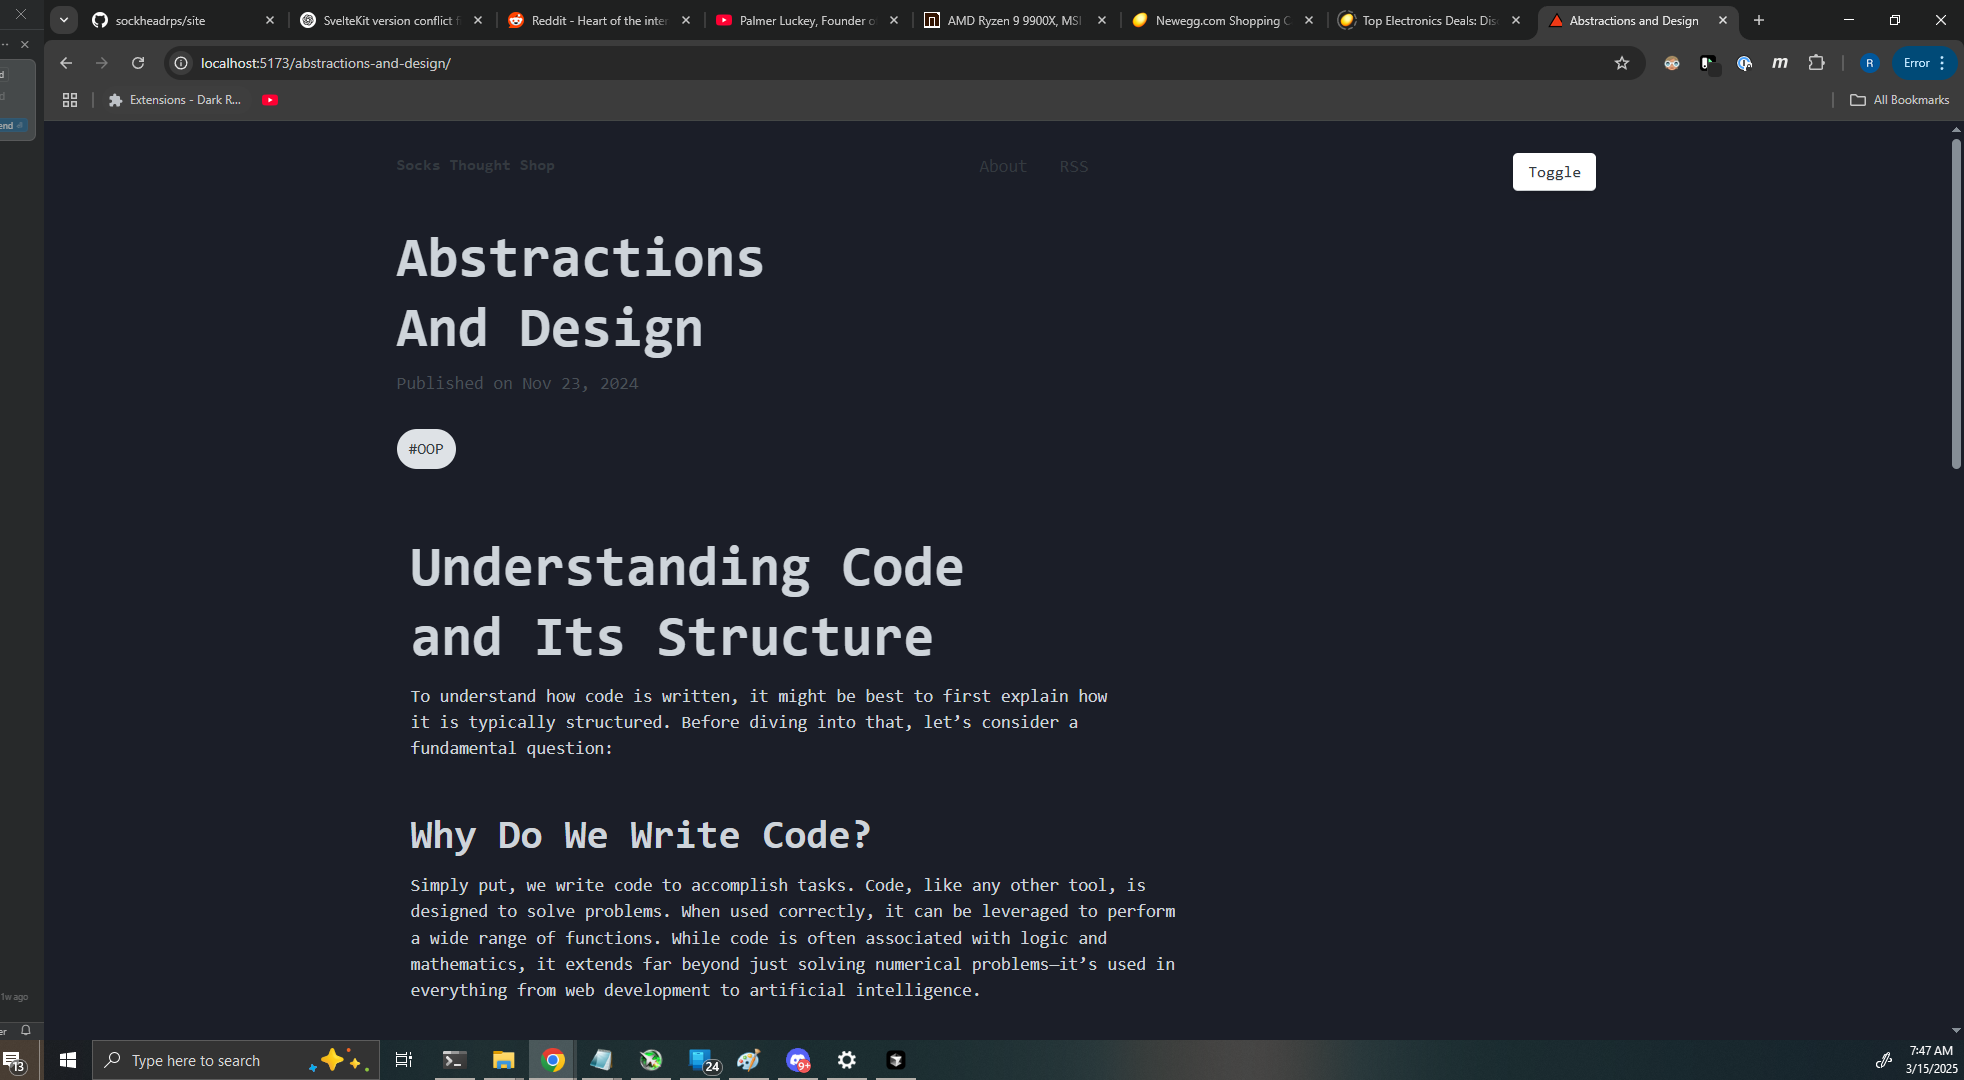 sockheadrps/site
SvelteKit version conflict f
Reddit - Heart of the inter
Palmer Luckey, Founder o
AMD Ryzen 9 9900X, MSI
Newegg.com Shopping C
Top Electronics Deals: Dis
Abstractions and Design
localhost:5173/abstractions-and-design/
m
R
Error
Extensions - Dark R...
All Bookmarks
d
d
end
Socks Thought Shop
About
RSS
Toggle
Abstractions
And Design
Published on Nov 23, 2024
#OOP
Understanding Code
and Its Structure
To understand how code is written, it might be best to first explain how
it is typically structured. Before diving into that, let’s consider a
fundamental question:
Why Do We Write Code?
Simply put, we write code to accomplish tasks. Code, like any other tool, is
designed to solve problems. When used correctly, it can be leveraged to perform
a wide range of functions. While code is often associated with logic and
mathematics, it extends far beyond just solving numerical problems—it’s used in
everything from web development to artificial intelligence.
1w ago
er
13
Type here to search
24
9+
7:47 AM
3/15/2025